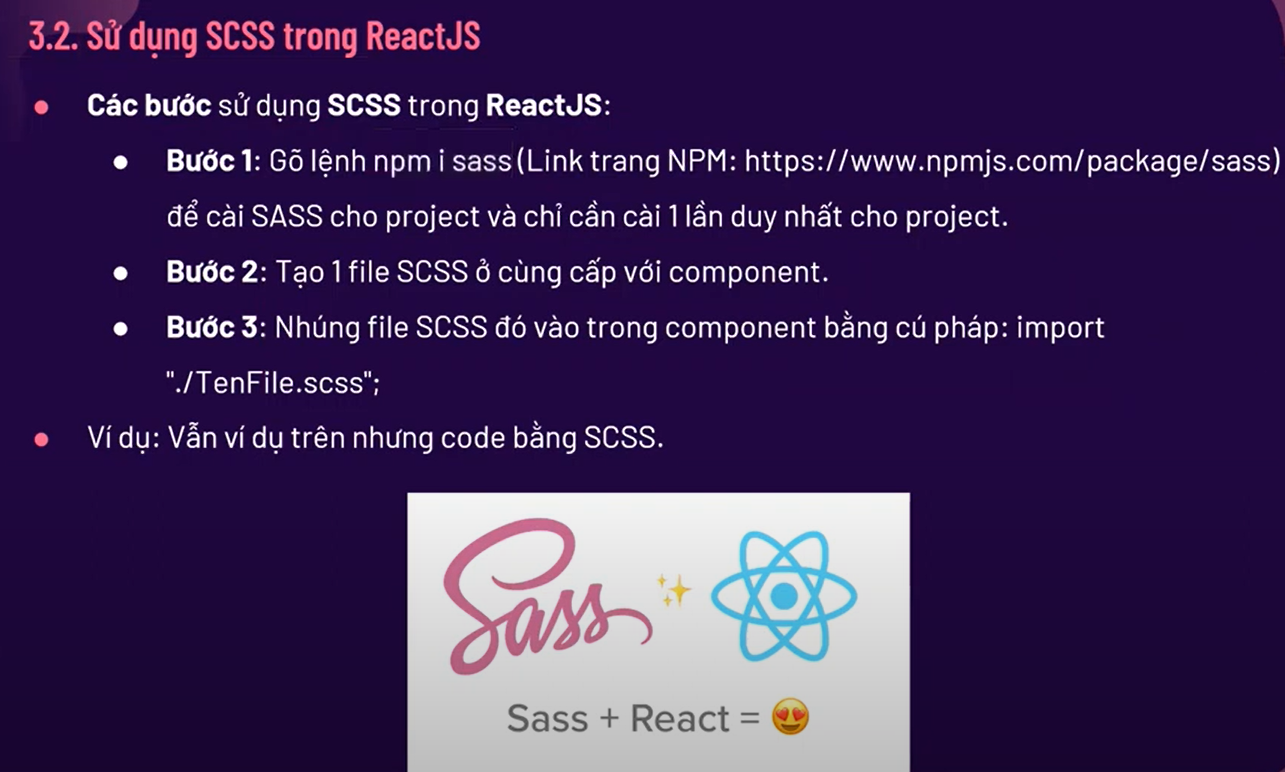 3.2. Sử dụng SCSS trong ReactJS
Các bước sử dụng SCSS trong ReactJS:
Bước 1: Gõ lệnh npm i sass (Link trang NPM: https://www.npmjs.com/package/sass)
để cài SASS cho project và chỉ cần cài 1 lần duy nhất cho project.
Bước 2: Tạo 1 file SCSS ở cùng cấp với component.
Bước 3: Nhúng file SCSS đó vào trong component bằng cú pháp: import
"./TenFile.scss";
Ví dụ: Vẫn ví dụ trên nhưng code bằng SCSS.
Sass
Sass + React = 😍